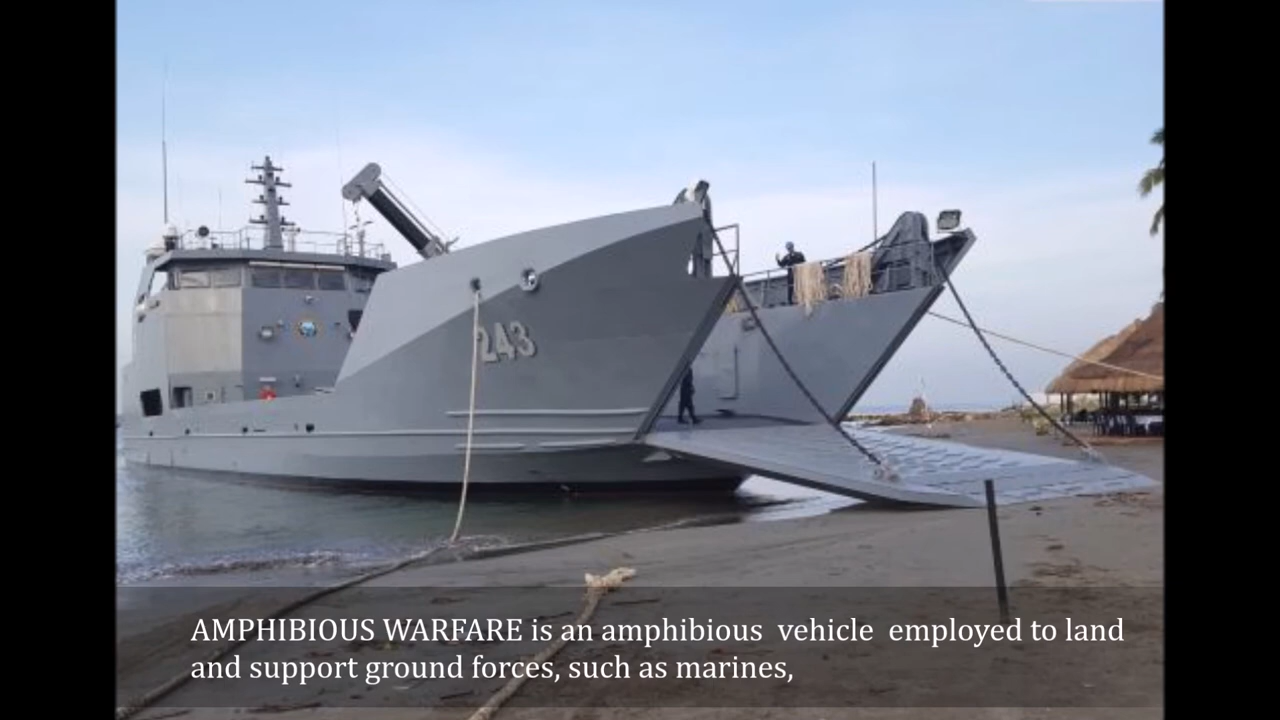 243
AMPHIBIOUS WARFARE is an amphibious  vehicle  employed to land
and support ground forces, such as marines,